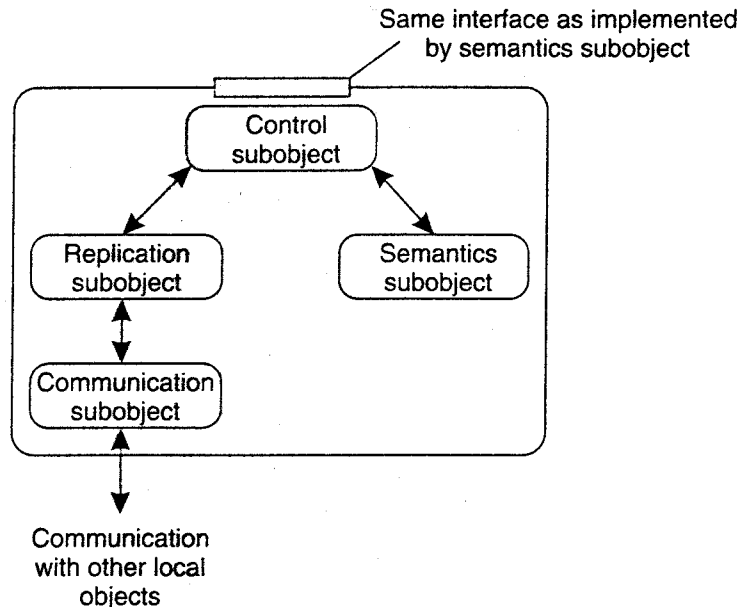 Same interface as implemented
by semantics subobject
Control
subobject
Replication
subobject
Semantics
subobject
Communication
subobject
Communication
with other local
objects